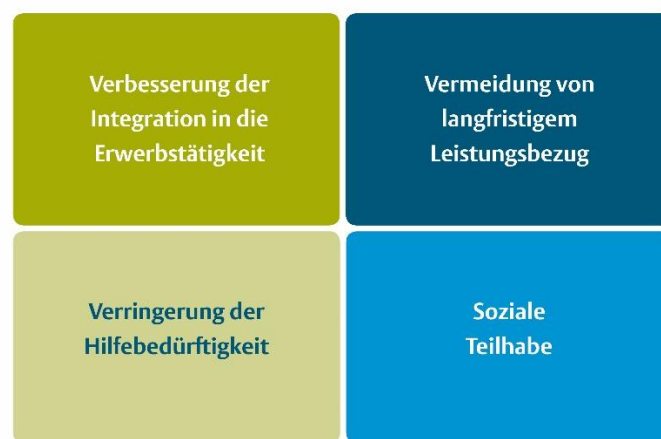 Verbesserung der
Integration in die
Erwerbstätigkeit
Vermeidung von
langfristigem
Leistungsbezug
Verringerung der
Hilfebedürftigkeit
Soziale
Teilhabe